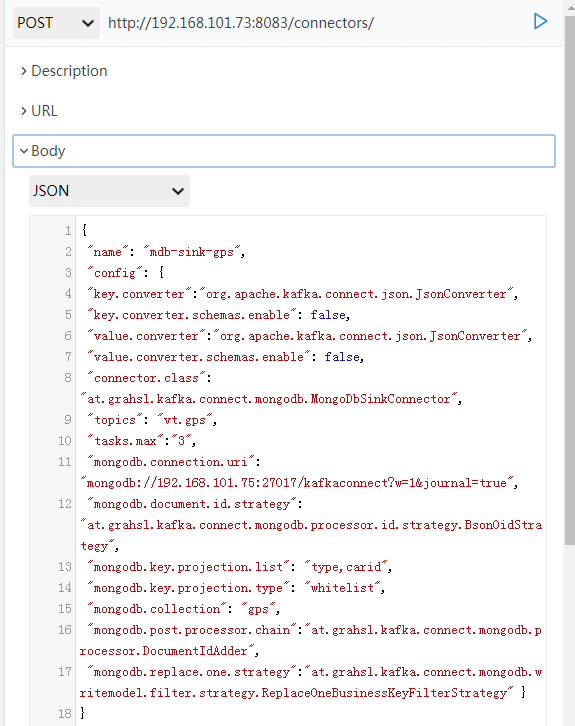 POST http://192.168.101.73:8083/connectors/
Description
URL
Body
JSON
1 {
2 "name": "mdb-sink-gps",
3 "config": {
4 "key.converter":"org.apache.kafka.connect.json.JsonConverter",
5 "key.converter.schemas.enable": false,
6 "value.converter":"org.apache.kafka.connect.json.JsonConverter",
7 "value.converter.schemas.enable": false,
8 "connector.class":
"at.grahsl.kafka.connect.mongodb.MongoDbSinkConnector",
9 "topics": "vt.gps",
10 "tasks.max":"3",
11 "mongodb.connection.uri":
"mongodb://192.168.101.75:27017/kafkaconnect?w=1&journal=true",
12 "mongodb.document.id.strategy":
"at.grahsl.kafka.connect.mongodb.processor.id.strategy.BsonOidStra
tegy",
13 "mongodb.key.projection.list": "type,carid",
14 "mongodb.key.projection.type": "whitelist",
15 "mongodb.collection": "gps",
16 "mongodb.post.processor.chain":"at.grahsl.kafka.connect.mongodb.p
rocessor.DocumentIdAdder",
17 "mongodb.replace.one.strategy":"at.grahsl.kafka.connect.mongodb.w
ritemodel.filter.strategy.ReplaceOneBusinessKeyFilterStrategy" }
18 }